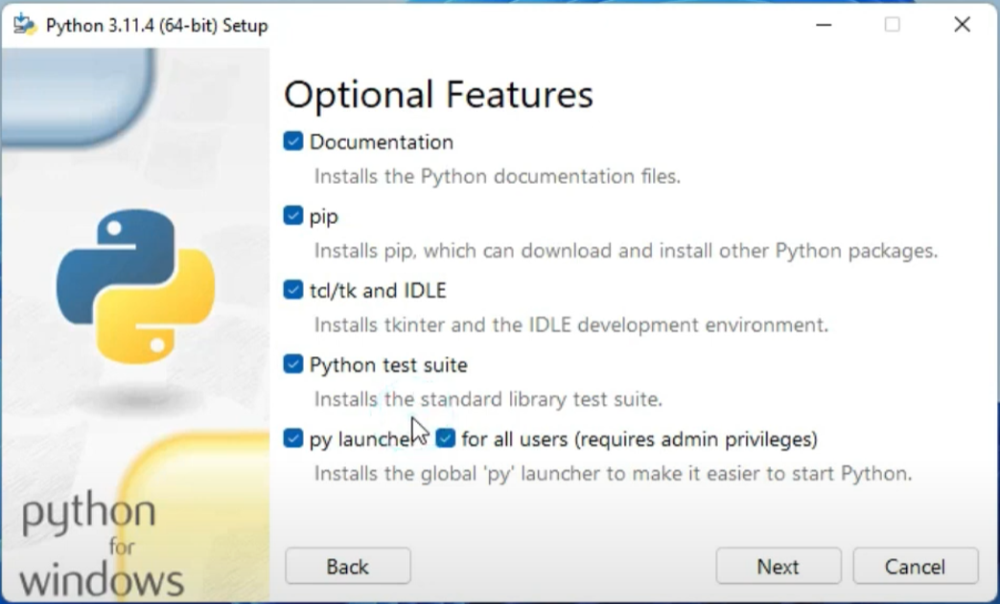 Python 3.11.4 (64-bit) Setup
Optional Features
Documentation
Installs the Python documentation files.
pip
Installs pip, which can download and install other Python packages.
tcl/tk and IDLE
Installs tkinter and the IDLE development environment.
Python test suite
Installs the standard library test suite.
py launcher for all users (requires admin privileges)
Installs the global 'py' launcher to make it easier to start Python.
python
for
windows
Back Next Cancel